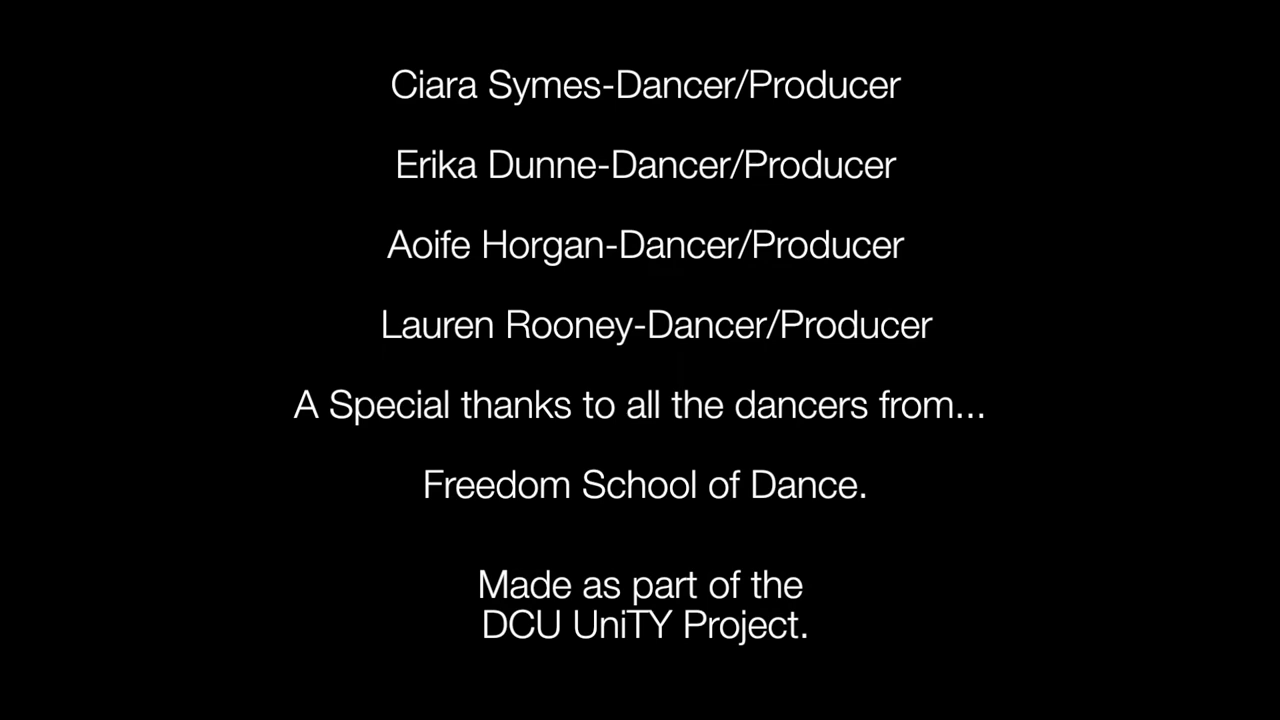 Ciara Symes-Dancer/Producer
Erika Dunne-Dancer/Producer
Aoife Horgan-Dancer/Producer
Lauren Rooney-Dancer/Producer
A Special thanks to all the dancers from...
Freedom School of Dance.
Made as part of the
DCU UniTY Project.